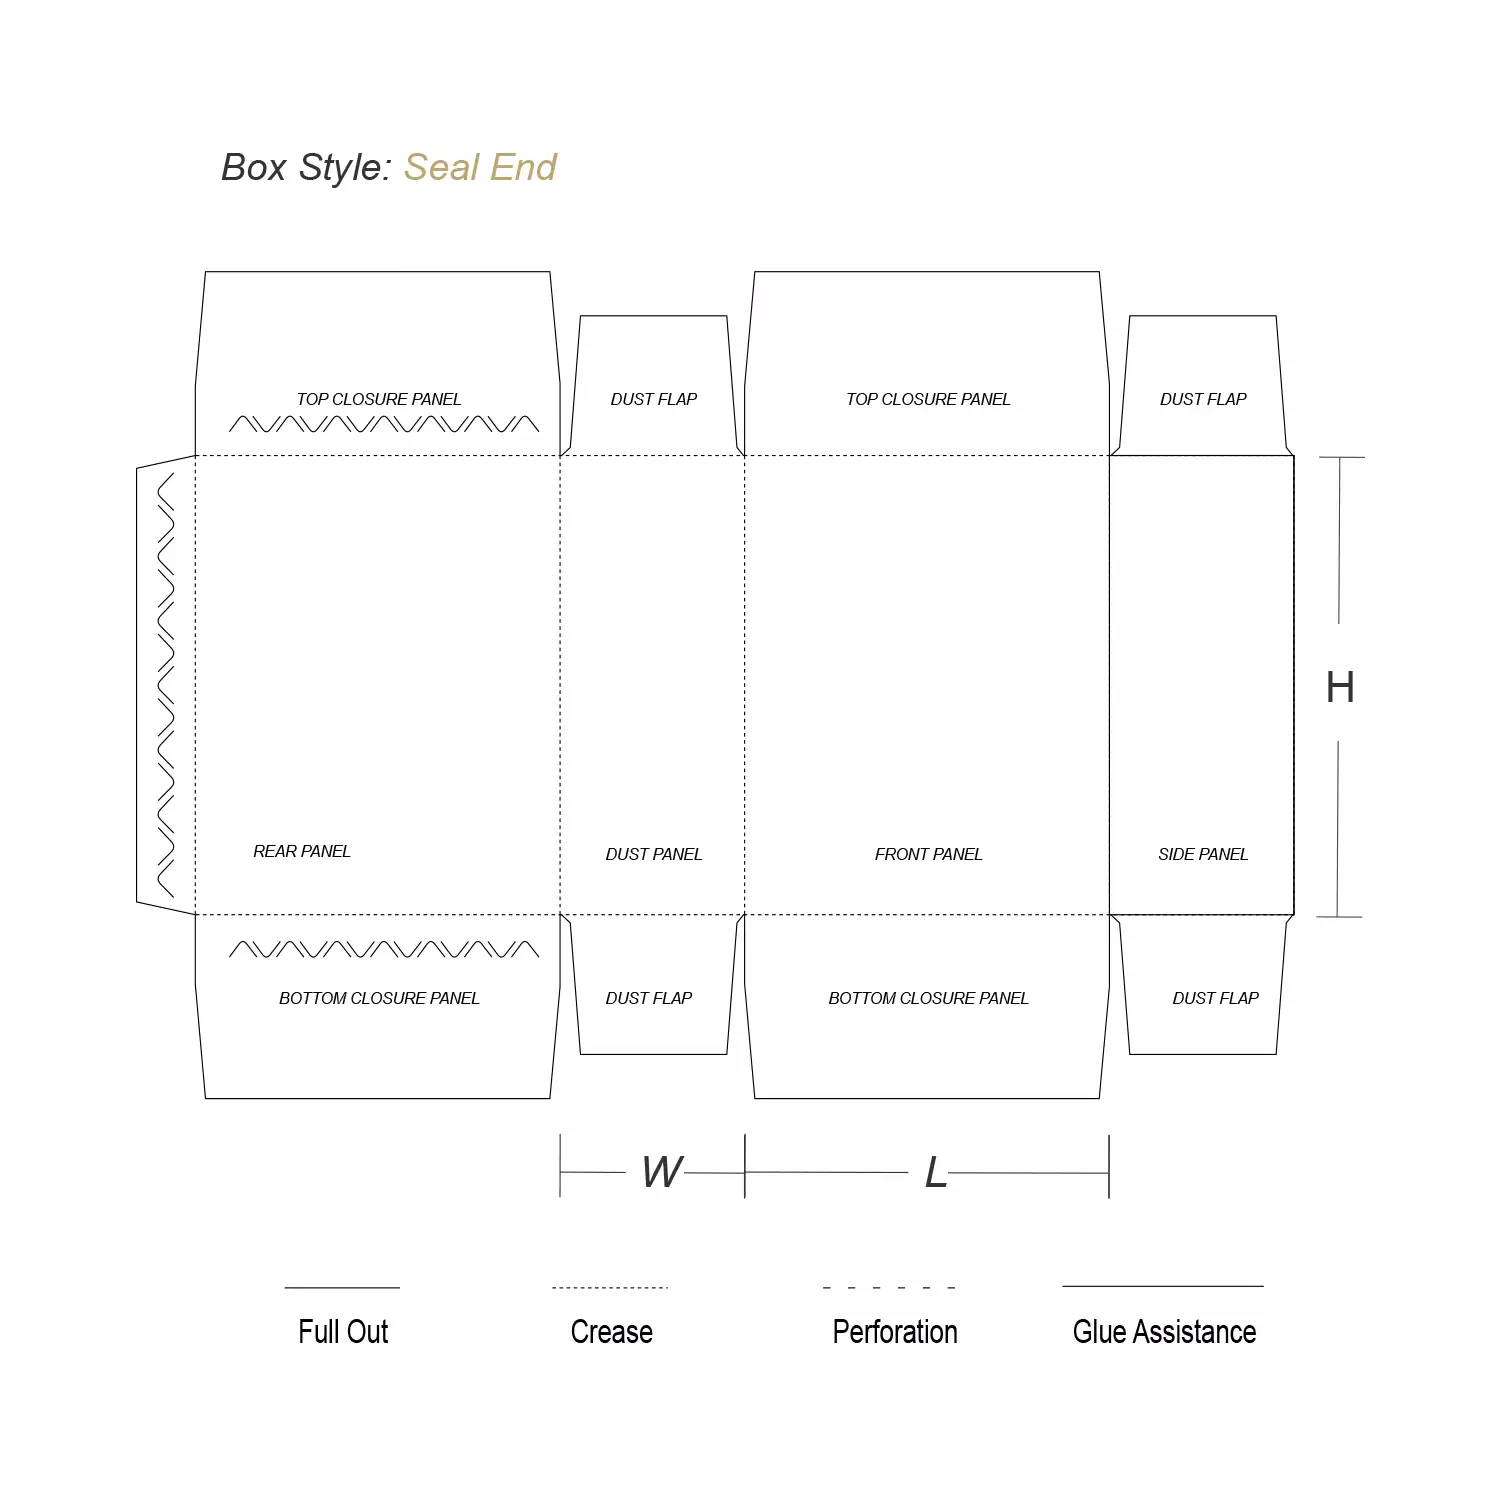 Box Style: Seal End
TOP CLOSURE PANEL
DUST FLAP
TOP CLOSURE PANEL
DUST FLAP
H
REAR PANEL
DUST PANEL
FRONT PANEL
SIDE PANEL
BOTTOM CLOSURE PANEL
DUST FLAP
BOTTOM CLOSURE PANEL
DUST FLAP
W
L
Full Out
Crease
Perforation
Glue Assistance